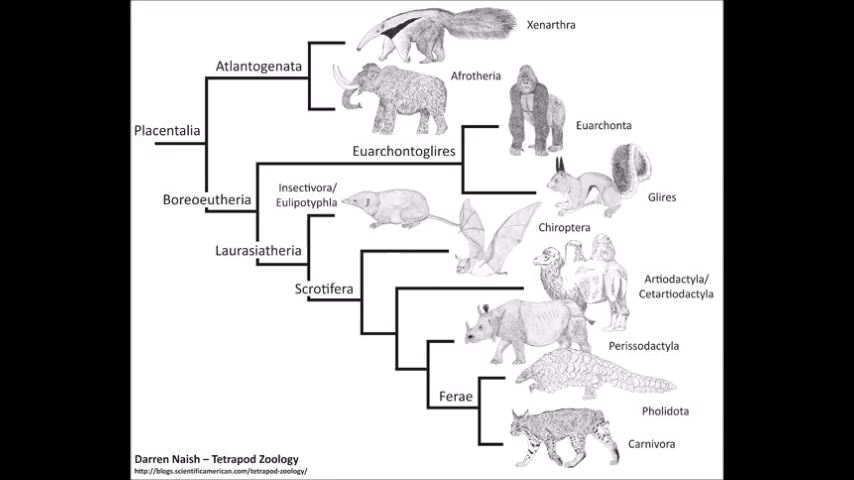 Xenarthra
Atlantogenata
Afrotheria
Euarchonta
Placentalia
Euarchontoglires
Insectivora/
Eulipotyphla
Glires
Boreoeutheria
Chiroptera
Laurasiatheria
Artiodactyla/
Cetartiodactyla
Scrotifera
Perissodactyla
Ferae
Pholidota
Carnivora
Darren Naish – Tetrapod Zoology
http://blogs.scientificamerican.com/tetrapod-zoology/